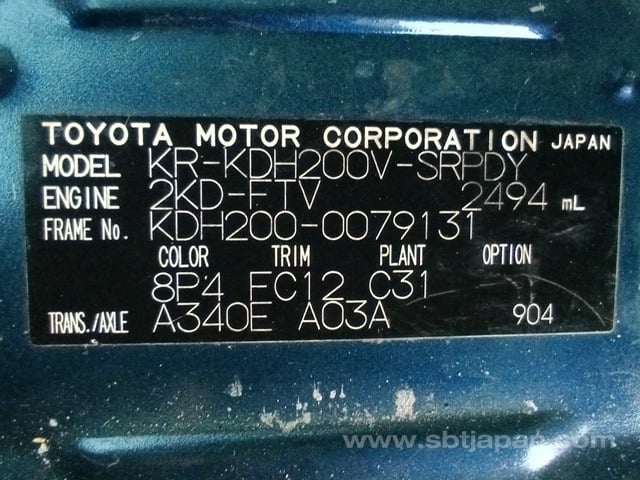 TOYOTA MOTOR CORPORATION JAPAN
MODEL KR-KDH200V-SRPDY
ENGINE 2KD-FTV 2494 mL
FRAME No. KDH200-0079131
COLOR TRIM PLANT OPTION
8P4 FC12 C31
TRANS./AXLE A340E A03A 904
www.sbtjapan.com